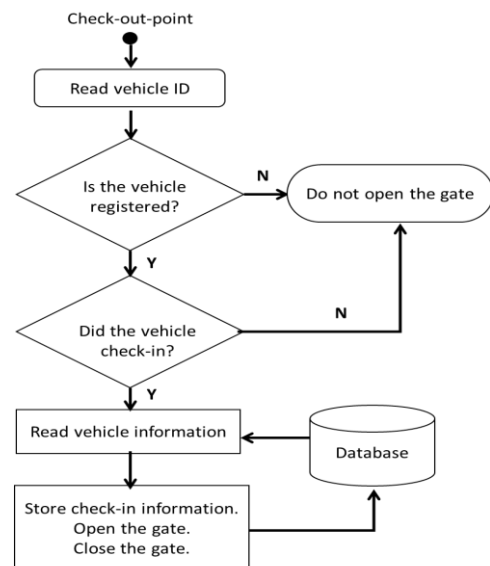 Check-out-point
Read vehicle ID
Is the vehicle
registered?
N
Do not open the gate
Y
Did the vehicle
check-in?
N
Y
Read vehicle information
Database
Store check-in information.
Open the gate.
Close the gate.